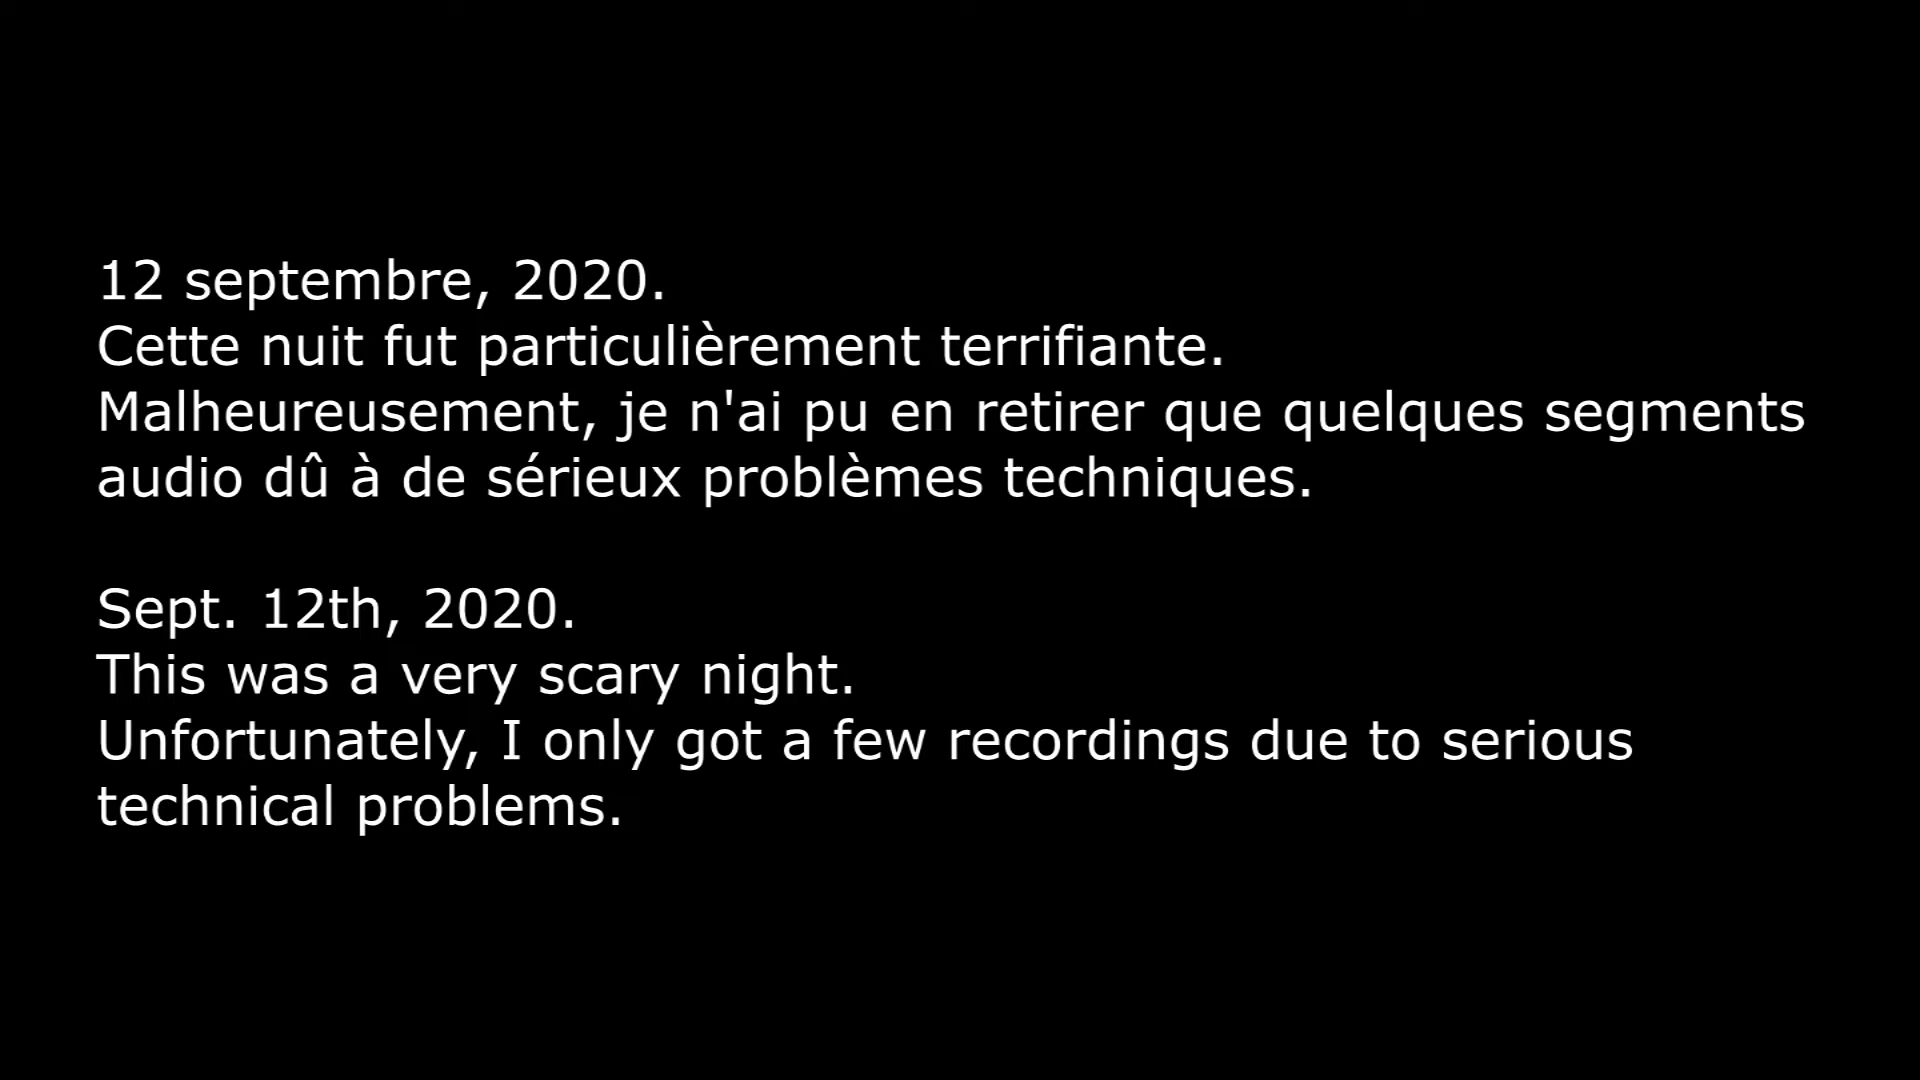 12 septembre, 2020.
Cette nuit fut particulièrement terrifiante.
Malheureusement, je n'ai pu en retirer que quelques segments
audio dû à de sérieux problèmes techniques.
Sept. 12th, 2020.
This was a very scary night.
Unfortunately, I only got a few recordings due to serious
technical problems.